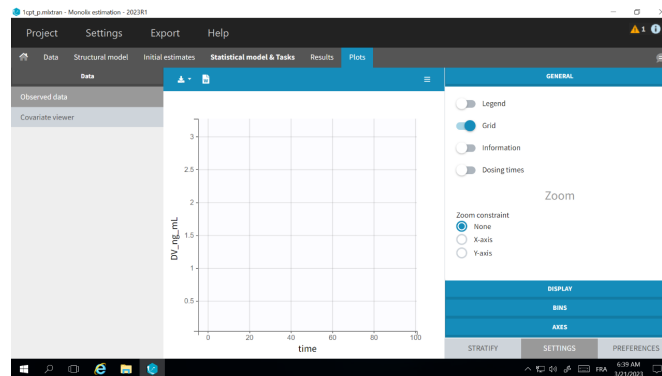 1cpt_p.mlxtran - Monolix estimation - 2023R1
Project Settings Export Help
1
Data Structural model Initial estimates Statistical model & Tasks Results Plots
Data
Observed data
Covariate viewer
3
2.5
2
1.5
1
0.5
DV_ng_mL
0 20 40 60 80 100
time
GENERAL
Legend
Grid
Information
Dosing times
Zoom
Zoom constraint
None
X-axis
Y-axis
DISPLAY
BINS
AXES
STRATIFY SETTINGS PREFERENCES
FRA
6:39 AM
3/21/2023